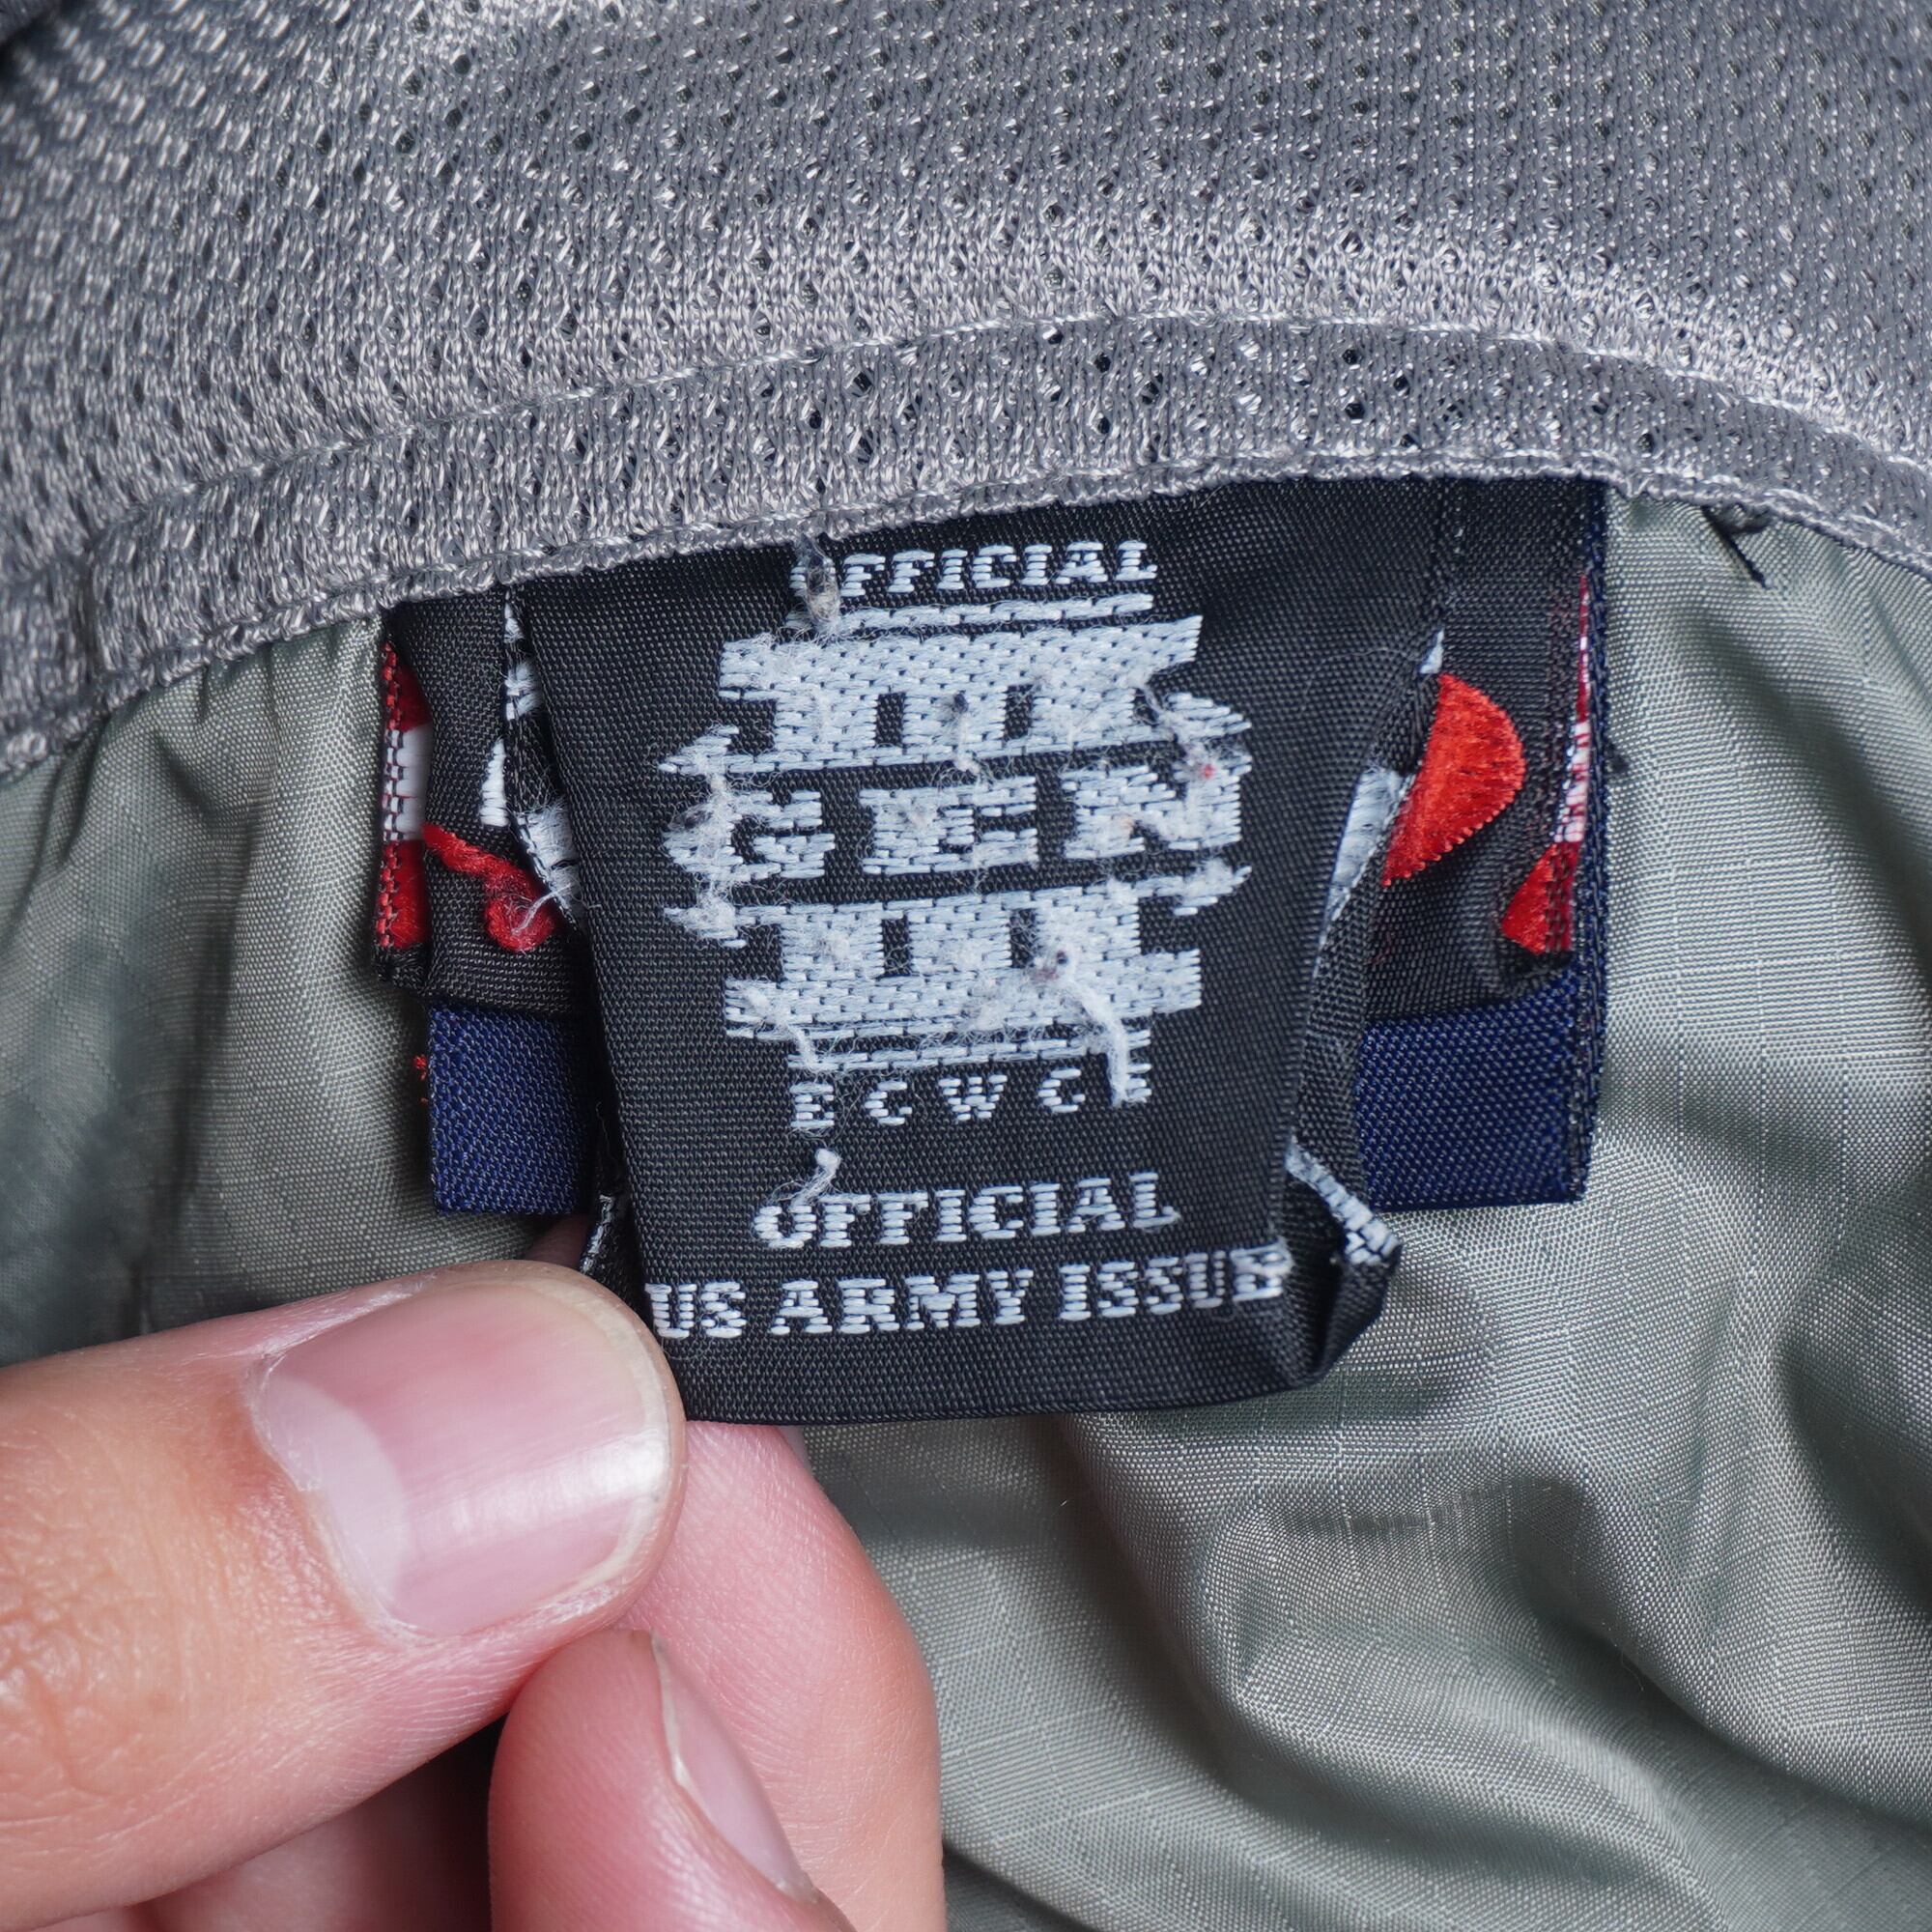 OFFICIAL
III
GEN
III
ECWCS
OFFICIAL
US ARMY ISSUE